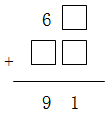 6 □
+ □ □
9 1